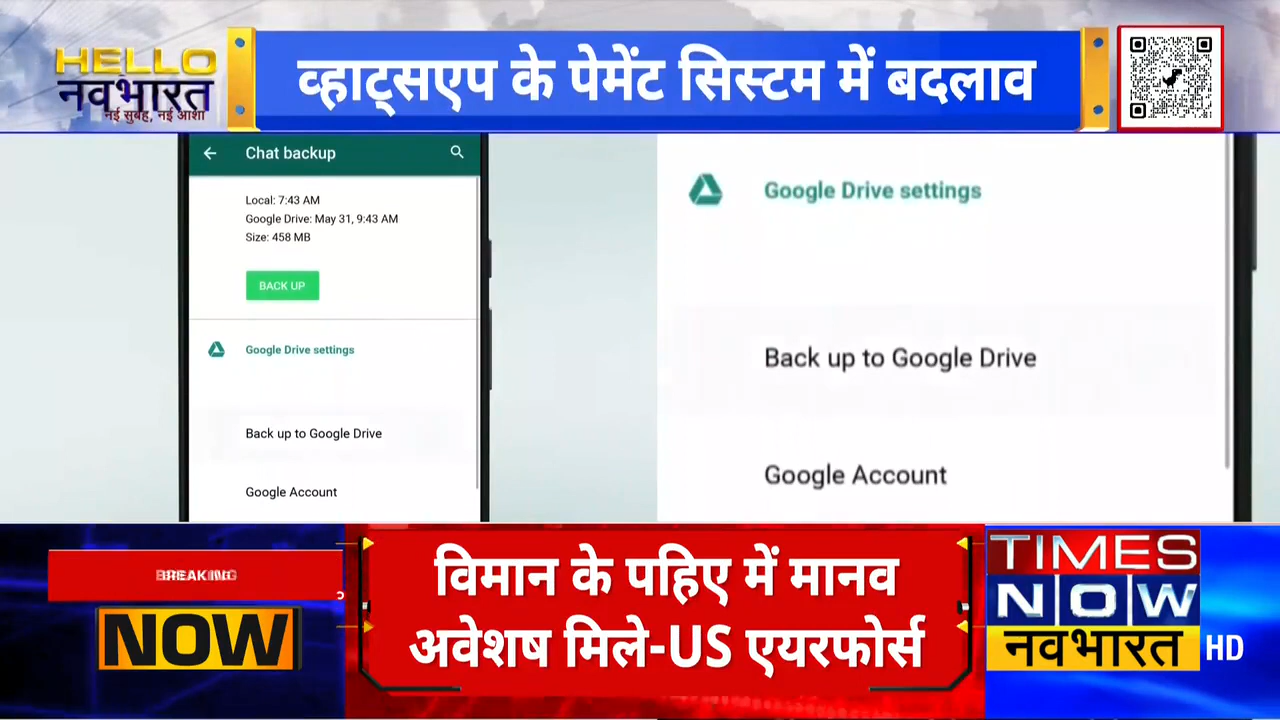 HELLO
नवभारत
नई सुबह, नई आशा
व्हाट्सएप के पेमेंट सिस्टम में बदलाव
Chat backup
Local: 7:43 AM
Google Drive: May 31, 9:43 AM
Size: 458 MB
BACK UP
Google Drive settings
Back up to Google Drive
Google Account
Google Drive settings
Back up to Google Drive
Google Account
BREAKING
NOW
विमान के पहिए में मानव
अवेशष मिले-US एयरफोर्स
TIMES
NOW
नवभारत
HD